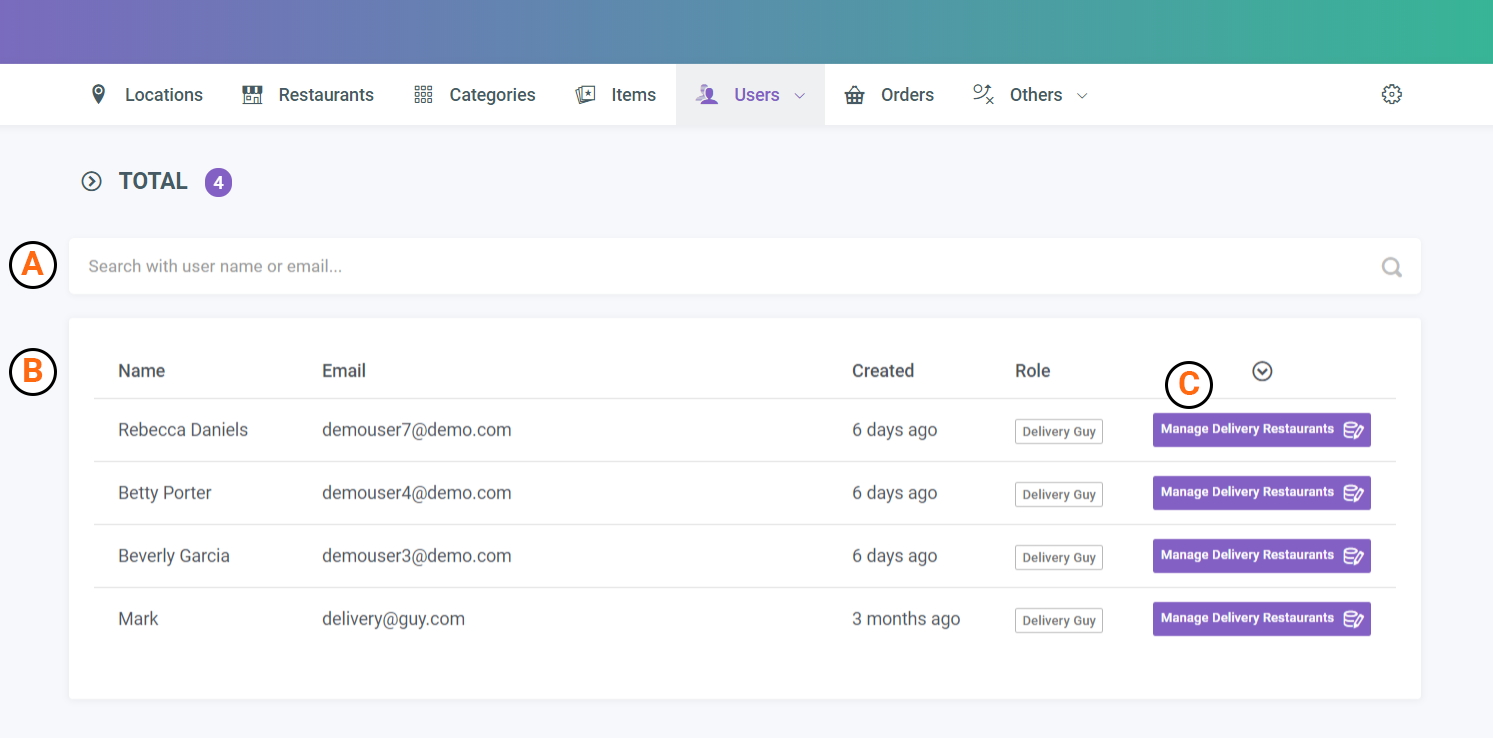 Locations Restaurants Categories Items Users Orders Others
TOTAL 4
A
Search with user name or email...
B
Name Email Created Role
C
Rebecca Daniels demouser7@demo.com 6 days ago Delivery Guy Manage Delivery Restaurants
Betty Porter demouser4@demo.com 6 days ago Delivery Guy Manage Delivery Restaurants
Beverly Garcia demouser3@demo.com 6 days ago Delivery Guy Manage Delivery Restaurants
Mark delivery@guy.com 3 months ago Delivery Guy Manage Delivery Restaurants